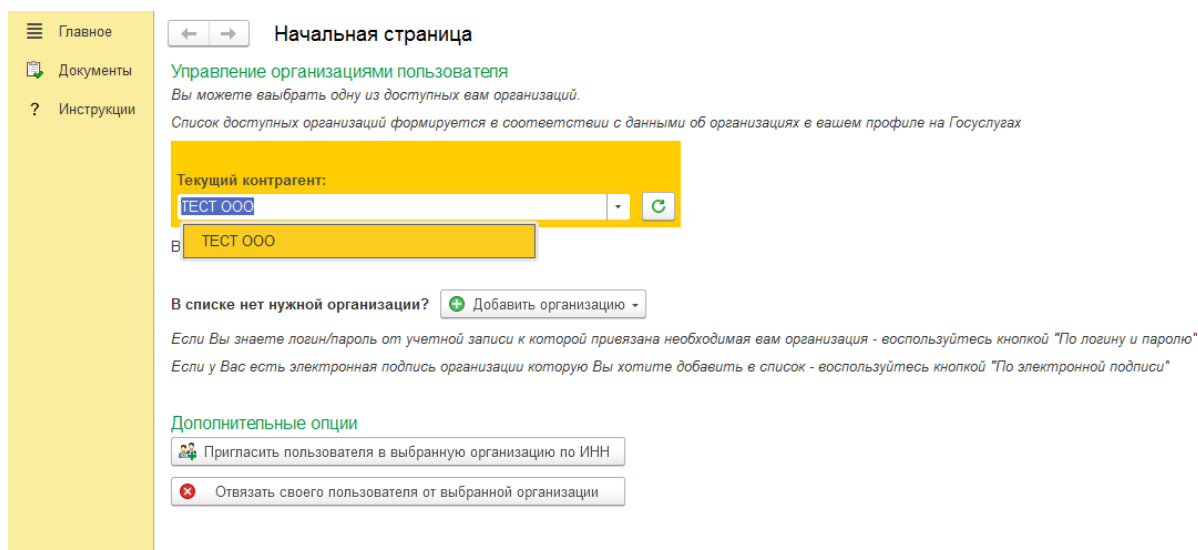 Главное
Документы
? Инструкции
Начальная страница
Управление организациями пользователя
Вы можете ваыбрать одну из доступных вам организаций.
Список доступных организаций формируется в соответствии с данными об организациях в вашем профиле на Госуслугах
Текущий контрагент:
ТЕСТ ООО
ТЕСТ ООО
В
В списке нет нужной организации? Добавить организацию
Если Вы знаете логин/пароль от учетной записи к которой привязана необходимая вам организация - воспользуйтесь кнопкой "По логину и паролю"
Если у Вас есть электронная подпись организации которую Вы хотите добавить в список - воспользуйтесь кнопкой "По электронной подписи"
Дополнительные опции
Пригласить пользователя в выбранную организацию по ИНН
Отвязать своего пользователя от выбранной организации